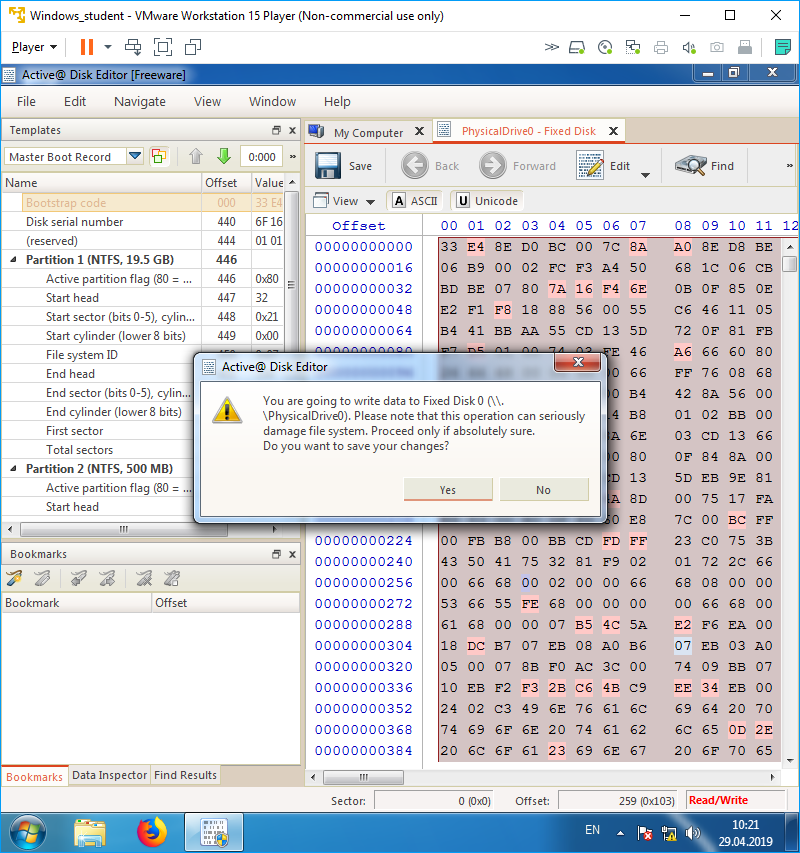 Windows_student - VMware Workstation 15 Player (Non-commercial use only)
Player
Active@ Disk Editor [Freeware]
File Edit Navigate View Window Help
Templates
My Computer PhysicalDrive0 - Fixed Disk
Master Boot Record 0:000 »
Save Back Forward Edit Find »
View A ASCII U Unicode
Name Offset Value
Bootstrap code 000 33 E4
Disk serial number 440 6F 16
(reserved) 444 01 01
Partition 1 (NTFS, 19.5 GB) 446
Active partition flag (80 = ... 446 0x80
Start head 447 32
Start sector (bits 0-5), cylin... 448 0x21
Start cylinder (lower 8 bits) 449 0x00
File system ID
End head
End sector (bits 0-5), cylin
End cylinder (lower 8 bits)
First sector
Total sectors
Partition 2 (NTFS, 500 MB)
Active partition flag (80 = ...
Start head
Offset 00 01 02 03 04 05 06 07 08 09 10 11 12
00000000000 33 E4 8E D0 BC 00 7C 8A A0 8E D8 BE
00000000016 06 B9 00 02 FC F3 A4 50 68 1C 06 CB
00000000032 BD BE 07 80 7A 16 F4 6E 0B 0F 85 0E
00000000048 E2 F1 F8 18 88 56 00 55 C6 46 11 05
00000000064 B4 41 BB AA 55 CD 13 5D 72 0F 81 FB
00000000080 F7 D5 01 00 74 03 FE 46 A6 66 60 80
00 66 FF 76 08 68
00 B4 42 8A 56 00
01 02 BB 00
8A 6E 03 CD 13 66
00 80 0F 84 8A 00
CD 13 5D EB 9E 81
8D 00 75 17 FA
E8 7C 00 BC FF
00000000224 00 FB B8 00 BB CD FD FF 23 C0 75 3B
00000000240 43 50 41 75 32 81 F9 02 01 72 2C 66
00000000256 00 66 68 00 02 00 00 66 68 08 00 00
00000000272 53 66 55 FE 68 00 00 00 00 66 68 00
00000000288 61 68 00 00 07 B5 4C 5A E2 F6 EA 00
00000000304 18 DC B7 07 EB 08 A0 B6 07 EB 03 A0
00000000320 05 00 07 8B F0 AC 3C 00 74 09 BB 07
00000000336 10 EB F2 F3 2B C6 4B C9 EE 34 EB 00
00000000352 24 02 C3 49 6E 76 61 6C 69 64 20 70
00000000368 74 69 6F 6E 20 74 61 62 6C 65 0D 2E
00000000384 20 6C 6F 61 23 69 6E 67 20 6F 70 65
Active@ Disk Editor
You are going to write data to Fixed Disk 0 (\\.
\PhysicalDrive0). Please note that this operation can seriously
damage file system. Proceed only if absolutely sure.
Do you want to save your changes?
Yes No
Bookmarks
Bookmark Offset
Bookmarks Data Inspector Find Results
Sector: 0 (0x0) Offset: 259 (0x103) Read/Write
EN
10:21
29.04.2019